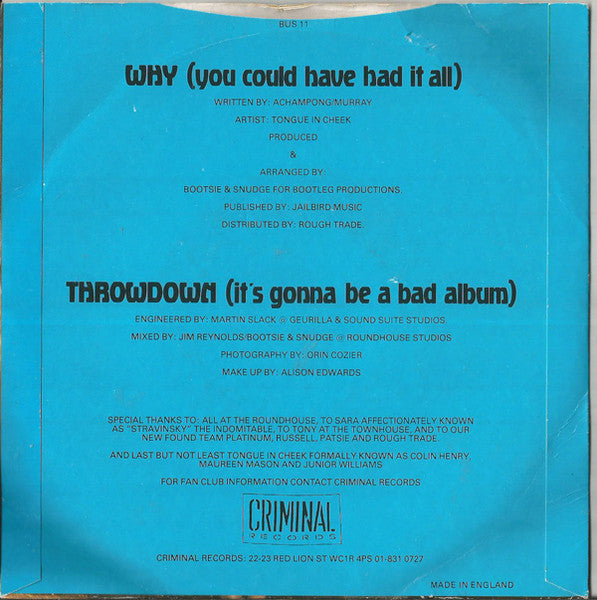 BUS 11
WHY (you could have had it all)
WRITTEN BY: ACHAMPONG/MURRAY
ARTIST: TONGUE IN CHEEK
PRODUCED
&
ARRANGED BY:
BOOTSIE & SNUDGE FOR BOOTLEG PRODUCTIONS.
PUBLISHED BY: JAILBIRD MUSIC
DISTRIBUTED BY: ROUGH TRADE.
THROWDOWN (it's gonna be a bad album)
ENGINEERED BY: MARTIN SLACK @ GEURILLA & SOUND SUITE STUDIOS.
MIXED BY: JIM REYNOLDS/BOOTSIE & SNUDGE @ ROUNDHOUSE STUDIOS
PHOTOGRAPHY BY: ORIN COZIER
MAKE UP BY: ALISON EDWARDS
SPECIAL THANKS TO: ALL AT THE ROUNDHOUSE, TO SARA AFFECTIONATELY KNOWN
AS "STRAVINSKY" THE INDOMITABLE, TO TONY AT THE TOWNHOUSE, AND TO OUR
NEW FOUND TEAM PLATINUM, RUSSELL, PATSIE AND ROUGH TRADE.
AND LAST BUT NOT LEAST TONGUE IN CHEEK FORMALLY KNOWN AS COLIN HENRY,
MAUREEN MASON AND JUNIOR WILLIAMS
FOR FAN CLUB INFORMATION CONTACT CRIMINAL RECORDS
CRIMINAL
RECORDS
CRIMINAL RECORDS: 22-23 RED LION ST WC1R 4PS 01-831 0727
MADE IN ENGLAND